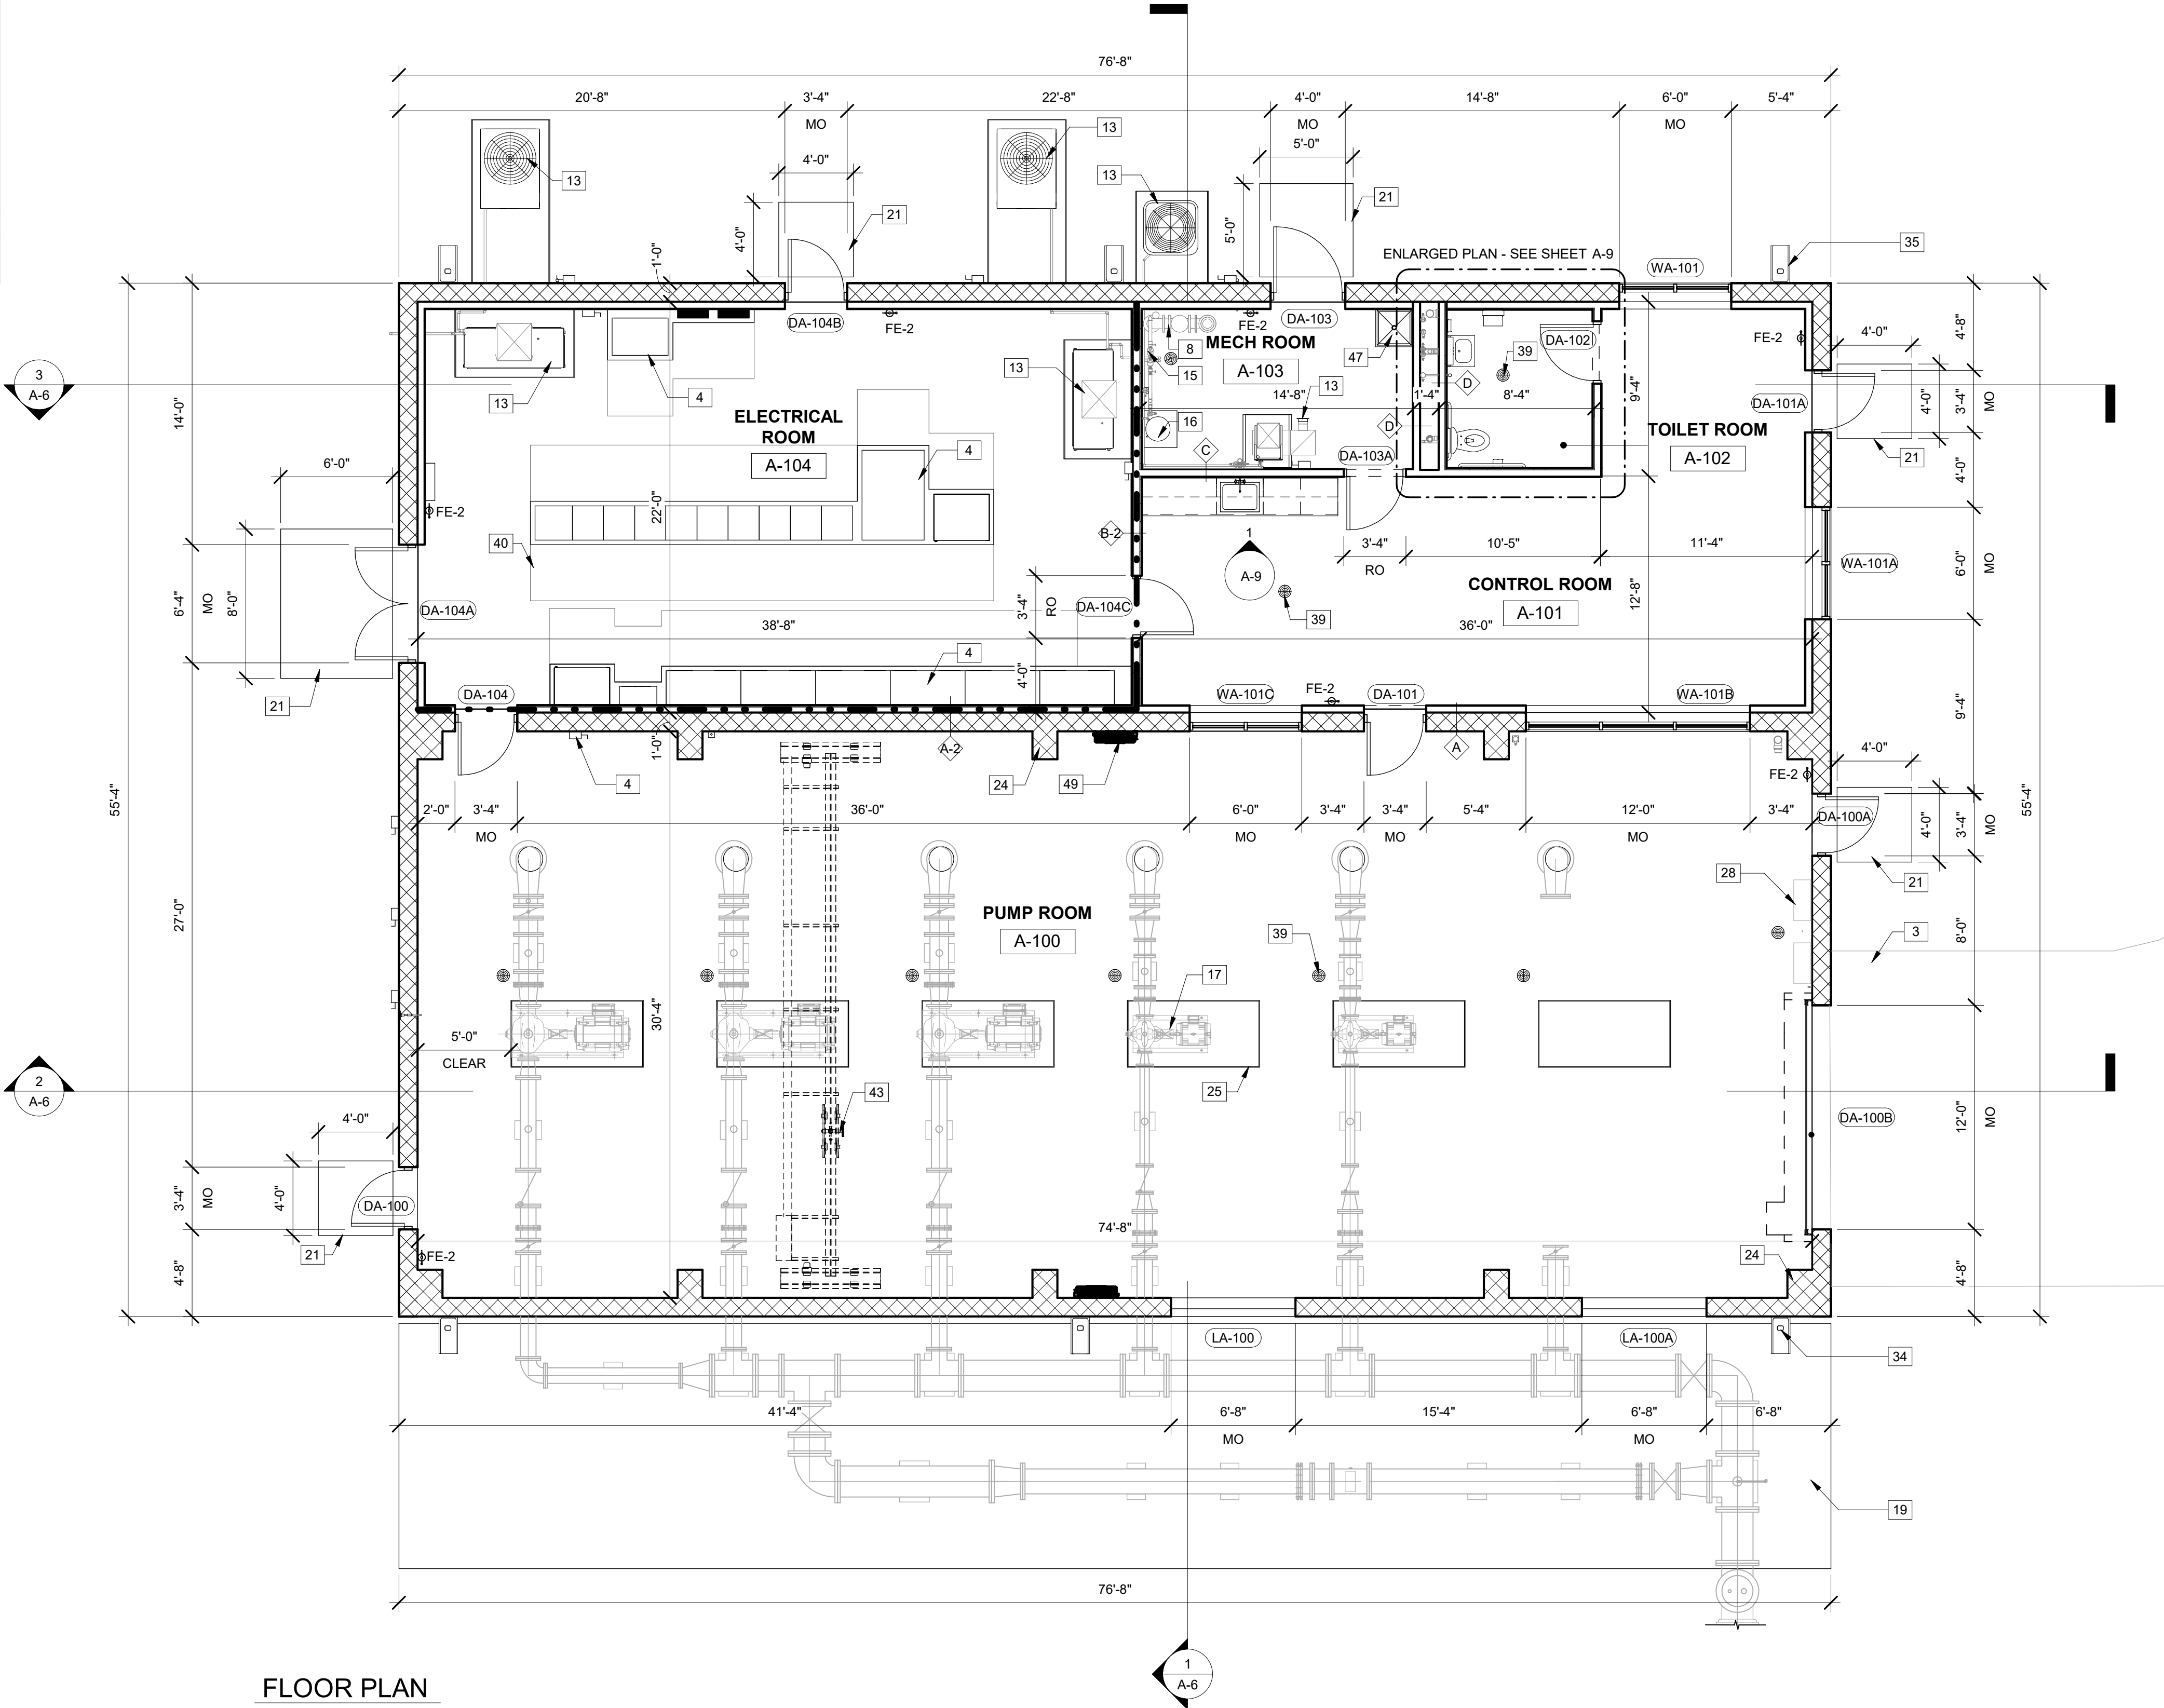 76'-8"
20'-8"
3'-4"
22'-8"
4'-0"
14'-8"
6'-0"
5'-4"
MO
MO
MO
13
4'-0"
5'-0"
13
13
21
21
4'-0"
5'-0"
1'-0"
ENLARGED PLAN - SEE SHEET A-9
35
WA-101
DA-104B
FE-2
FE-2
DA-103
DA-102
FE-2
4'-8"
4'-0"
3
A-6
8
MECH ROOM
A-103
47
39
15
13
13
4
13
D
14'-8"
1'-4"
8'-4"
9'-4"
DA-101A
4'-0"
3'-4"
MO
14'-0"
ELECTRICAL
ROOM
A-104
16
D
TOILET ROOM
A-102
C
DA-103A
4
21
6'-0"
4'-0"
22'-0"
FE-2
40
B-2
1
A-9
3'-4"
RO
10'-5"
11'-4"
WA-101A
6'-0"
MO
CONTROL ROOM
A-101
12'-8"
6'-4"
MO
8'-0"
DA-104A
3'-4"
RO
DA-104C
39
38'-8"
36'-0"
4
4'-0"
21
DA-104
WA-101C
FE-2
DA-101
WA-101B
9'-4"
1'-0"
A-2
A
4'-0"
4
24
49
FE-2
55'-4"
55'-4"
2'-0"
3'-4"
MO
36'-0"
6'-0"
MO
3'-4"
3'-4"
MO
5'-4"
12'-0"
MO
3'-4"
DA-100A
4'-0"
3'-4"
MO
21
28
27'-0"
PUMP ROOM
A-100
39
3
8'-0"
17
30'-4"
5'-0"
CLEAR
2
A-6
43
25
DA-100B
12'-0"
MO
4'-0"
3'-4"
MO
4'-0"
DA-100
74'-8"
21
FE-2
24
4'-8"
4'-8"
LA-100
LA-100A
34
41'-4"
6'-8"
MO
15'-4"
6'-8"
MO
6'-8"
19
76'-8"
1
A-6
FLOOR PLAN